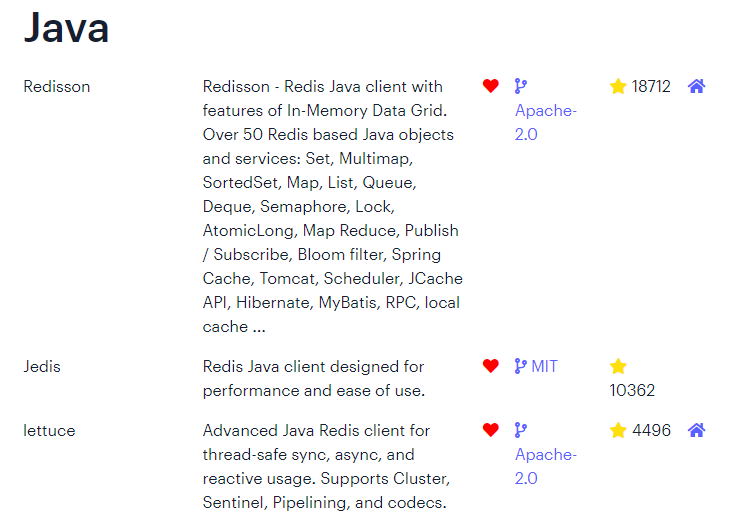 Java
Redisson
Redisson - Redis Java client with
features of In-Memory Data Grid.
Over 50 Redis based Java objects
and services: Set, Multimap,
SortedSet, Map, List, Queue,
Deque, Semaphore, Lock,
AtomicLong, Map Reduce, Publish
/ Subscribe, Bloom filter, Spring
Cache, Tomcat, Scheduler, JCache
API, Hibernate, MyBatis, RPC, local
cache ...
Apache-
2.0
18712
Jedis
Redis Java client designed for
performance and ease of use.
MIT
10362
lettuce
Advanced Java Redis client for
thread-safe sync, async, and
reactive usage. Supports Cluster,
Sentinel, Pipelining, and codecs.
Apache-
2.0
4496